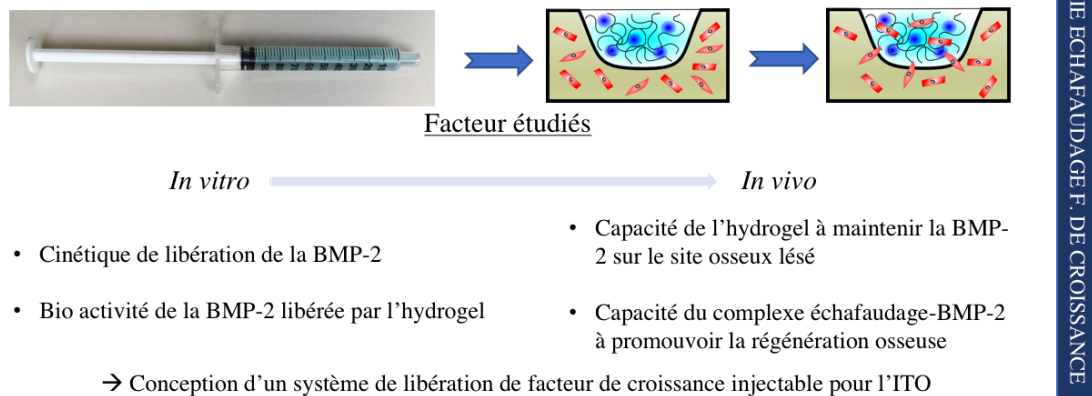 Facteur étudiés
In vitro
In vivo
• Cinétique de libération de la BMP-2
• Bio activité de la BMP-2 libérée par l’hydrogel
• Capacité de l’hydrogel à maintenir la BMP-
2 sur le site osseux lésé
• Capacité du complexe échafaudage-BMP-2
à promouvoir la régénération osseuse
→ Conception d’un système de libération de facteur de croissance injectable pour l’ITO
ECHAFAUDAGE F. DE CROISSANCE